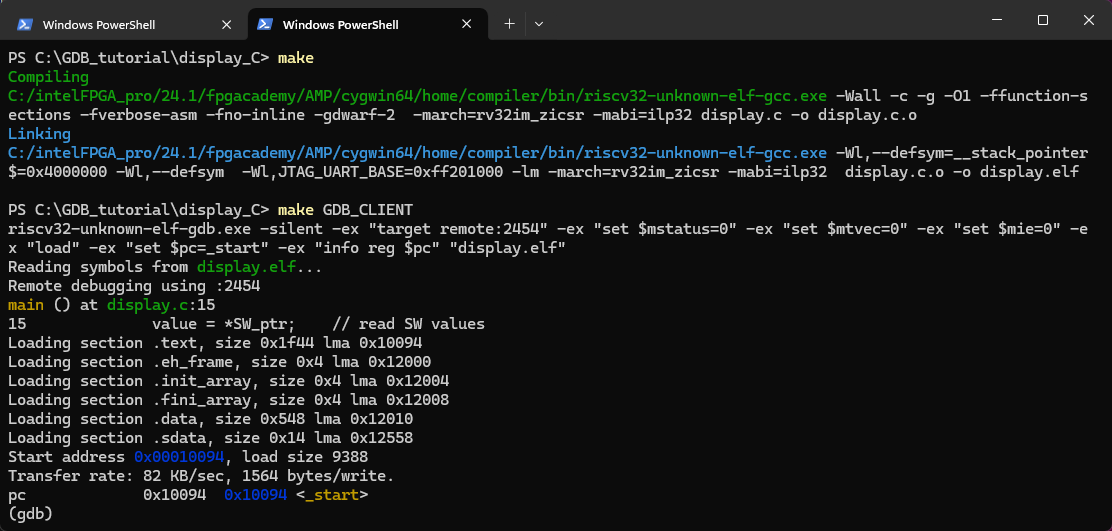 Windows PowerShell
Windows PowerShell
PS C:\GDB_tutorial\display_C> make
Compiling
C:/intelFPGA_pro/24.1/fpgacademy/AMP/cygwin64/home/compiler/bin/riscv32-unknown-elf-gcc.exe -Wall -c -g -O1 -ffunction-s
ections -fverbose-asm -fno-inline -gdwarf-2  -march=rv32im_zicsr -mabi=ilp32 display.c -o display.c.o
Linking
C:/intelFPGA_pro/24.1/fpgacademy/AMP/cygwin64/home/compiler/bin/riscv32-unknown-elf-gcc.exe -Wl,--defsym=__stack_pointer
$=0x4000000 -Wl,--defsym  -Wl,JTAG_UART_BASE=0xff201000 -lm -march=rv32im_zicsr -mabi=ilp32  display.c.o -o display.elf
PS C:\GDB_tutorial\display_C> make GDB_CLIENT
riscv32-unknown-elf-gdb.exe -silent -ex "target remote:2454" -ex "set $mstatus=0" -ex "set $mtvec=0" -ex "set $mie=0" -e
x "load" -ex "set $pc=_start" -ex "info reg $pc" "display.elf"
Reading symbols from display.elf...
Remote debugging using :2454
main () at display.c:15
15              value = *SW_ptr;    // read SW values
Loading section .text, size 0x1f44 lma 0x10094
Loading section .eh_frame, size 0x4 lma 0x12000
Loading section .init_array, size 0x4 lma 0x12004
Loading section .fini_array, size 0x4 lma 0x12008
Loading section .data, size 0x548 lma 0x12010
Loading section .sdata, size 0x14 lma 0x12558
Start address 0x00010094, load size 9388
Transfer rate: 82 KB/sec, 1564 bytes/write.
pc             0x10094  0x10094 <_start>
(gdb)